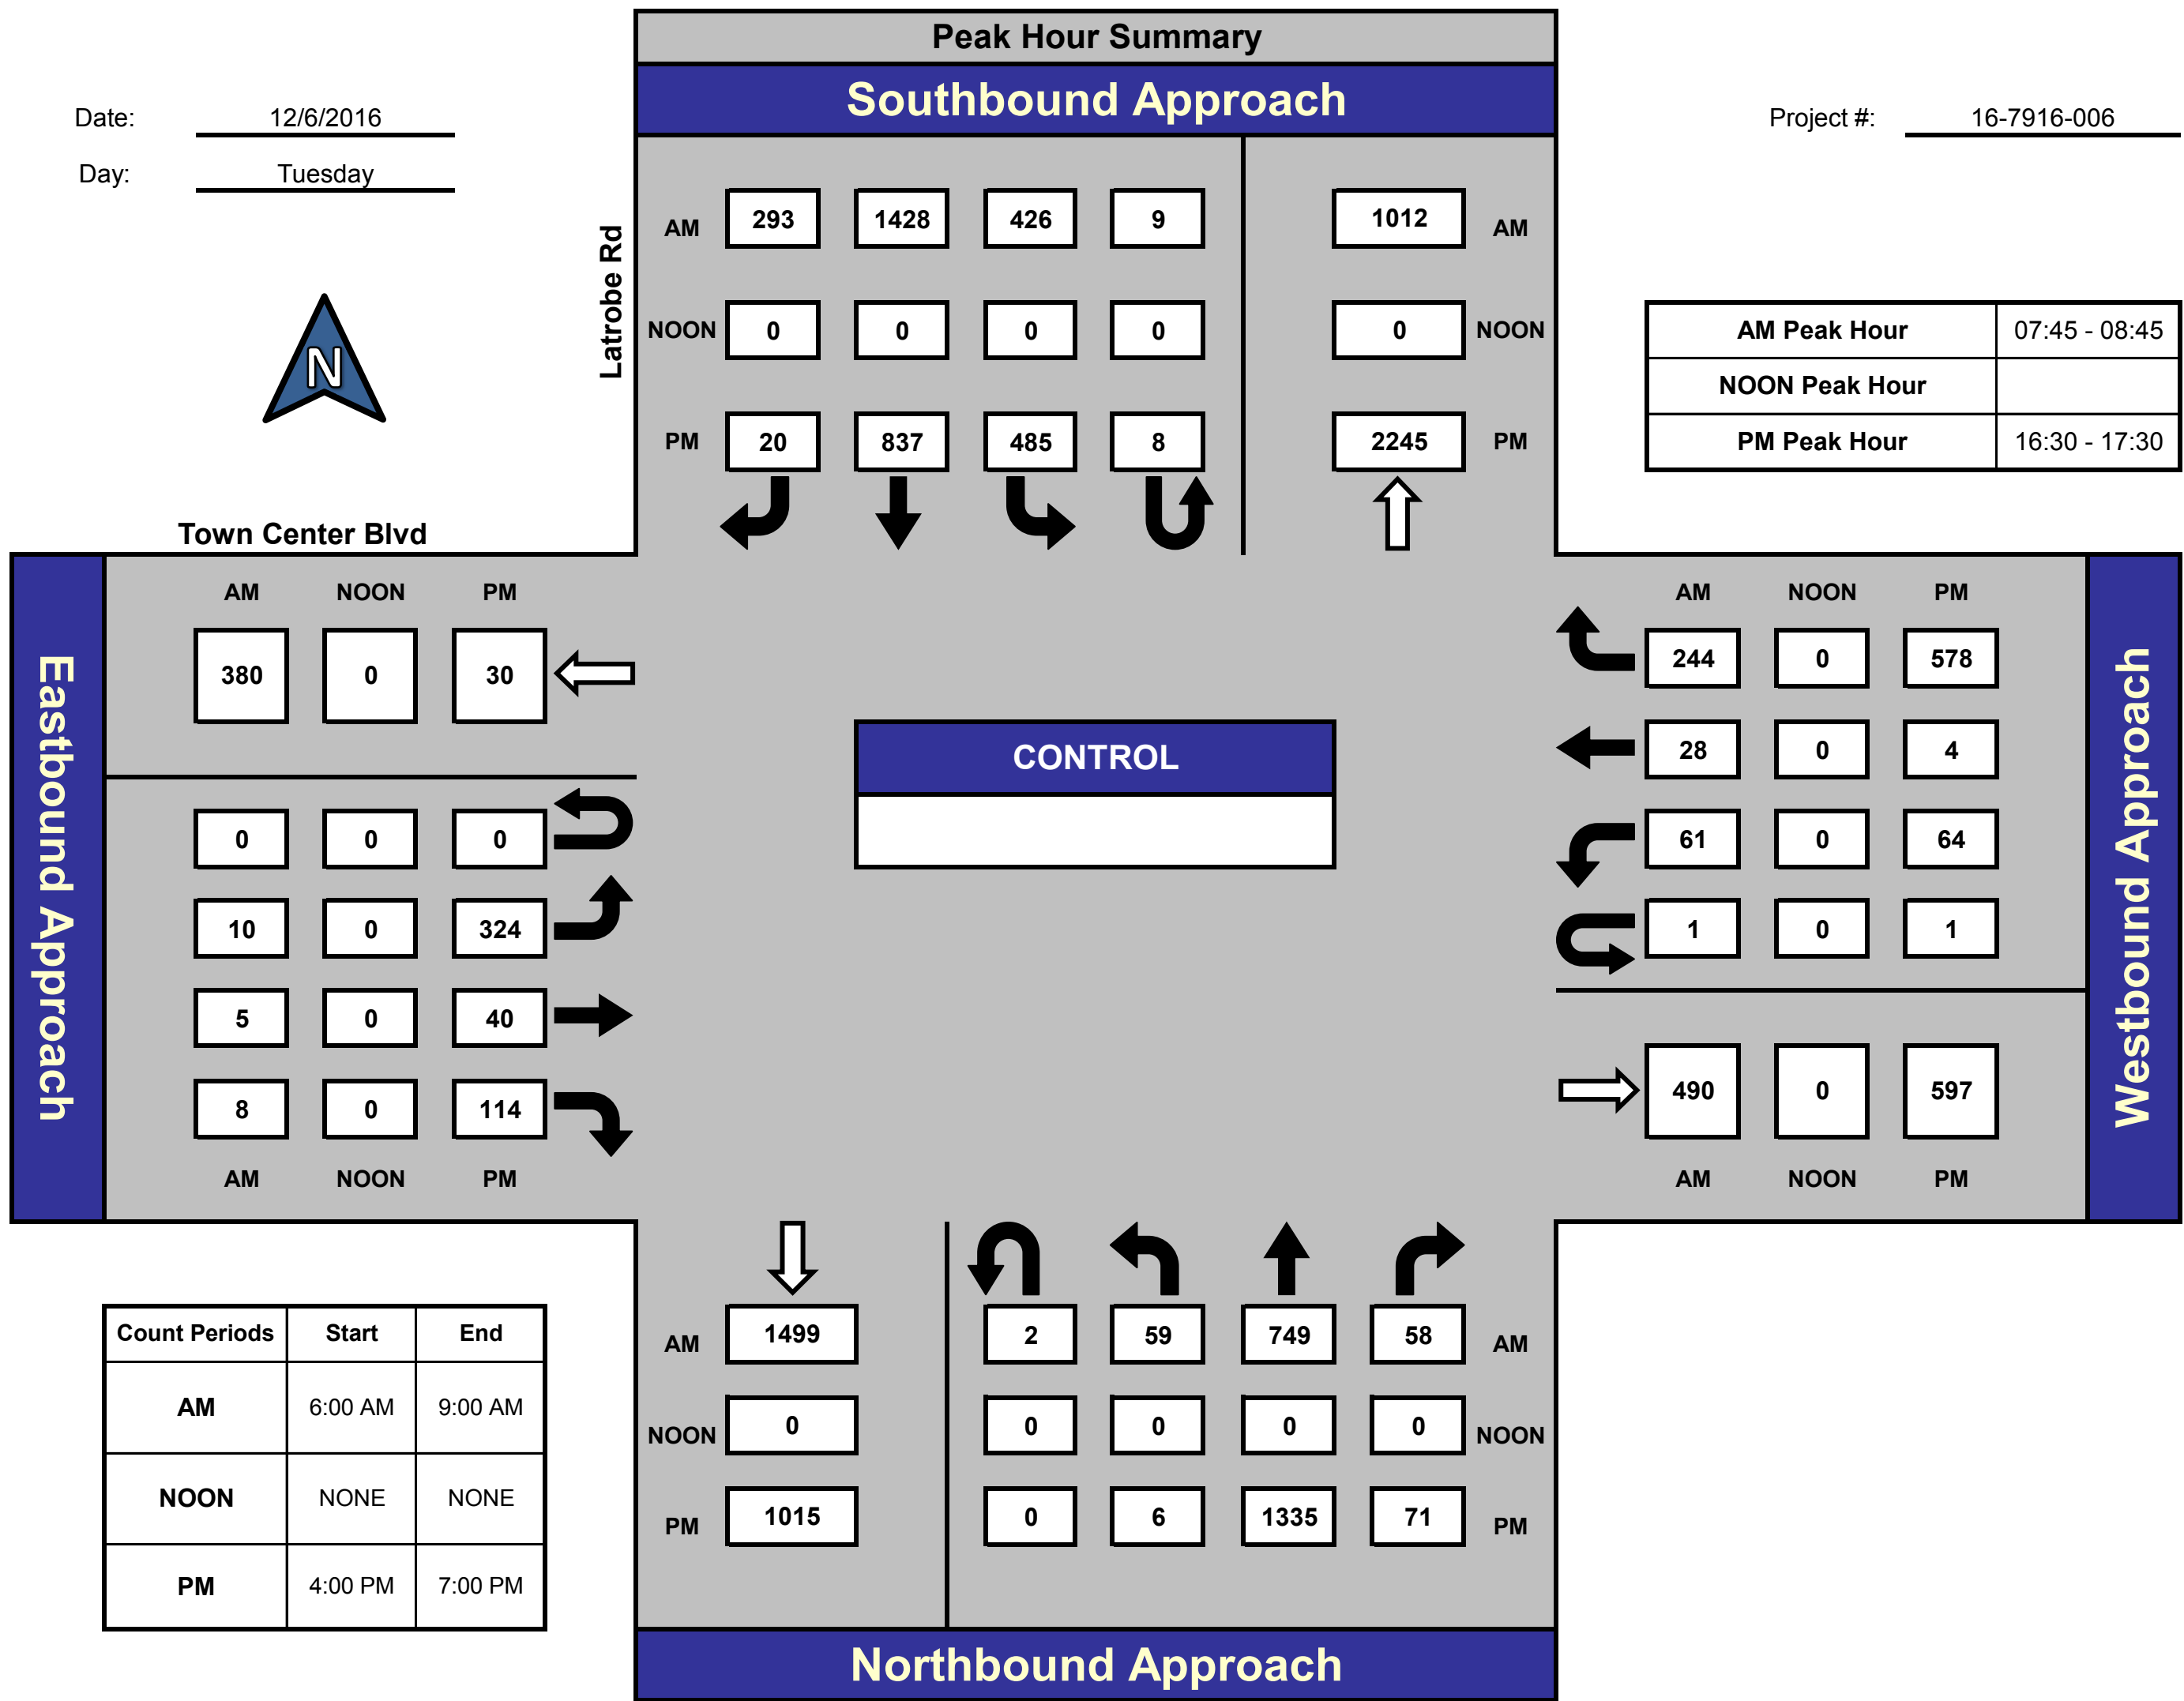 Peak Hour Summary
Southbound Approach
Date: 12/6/2016
Project #: 16-7916-006
Day: Tuesday
Latrobe Rd
AM 293 1428 426 9 1012 AM
NOON 0 0 0 0 0 NOON
PM 20 837 485 8 2245 PM
N
AM Peak Hour 07:45 - 08:45
NOON Peak Hour
PM Peak Hour 16:30 - 17:30
Town Center Blvd
Eastbound Approach
AM NOON PM
380 0 30
0 0 0
10 0 324
5 0 40
8 0 114
AM NOON PM
CONTROL
AM NOON PM
244 0 578
28 0 4
61 0 64
1 0 1
490 0 597
AM NOON PM
Westbound Approach
Count Periods Start End
AM 6:00 AM 9:00 AM
NOON NONE NONE
PM 4:00 PM 7:00 PM
AM 1499 2 59 749 58 AM
NOON 0 0 0 0 0 NOON
PM 1015 0 6 1335 71 PM
Northbound Approach